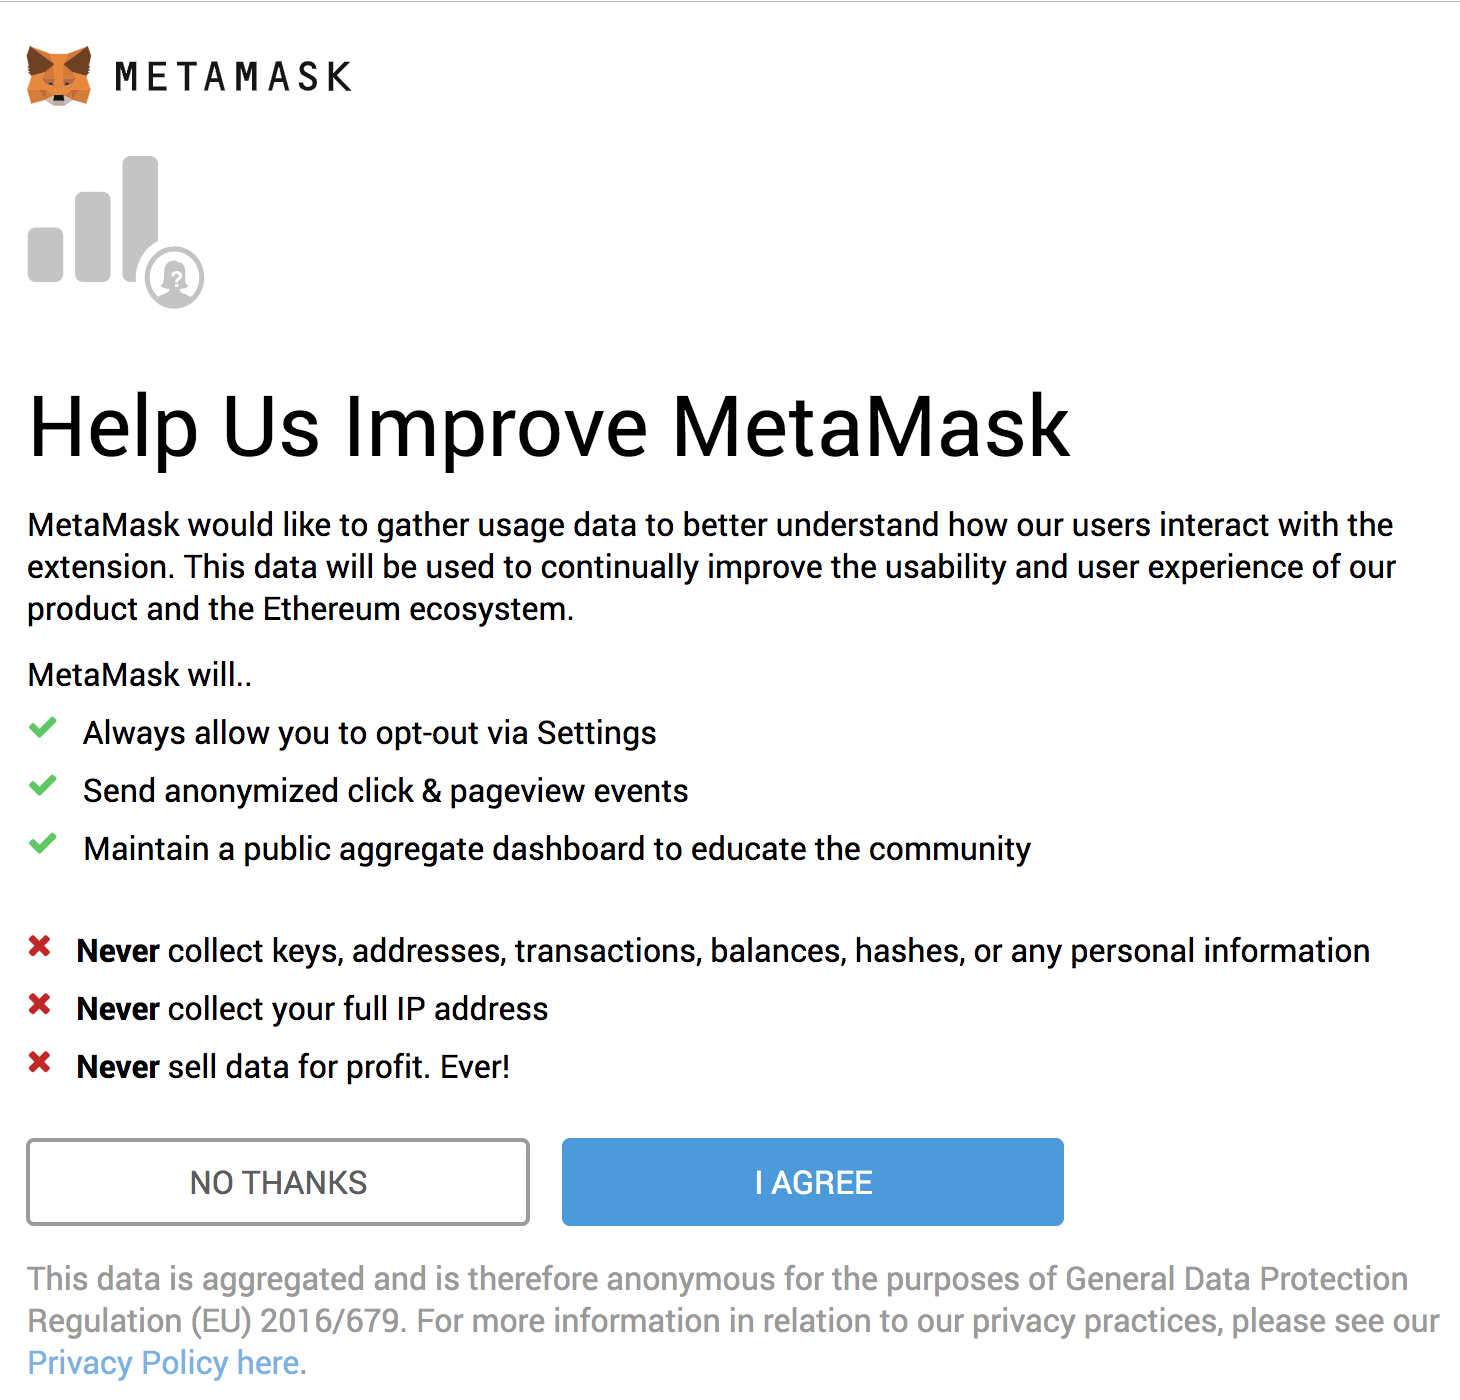 METAMASK
?
Help Us Improve MetaMask
MetaMask would like to gather usage data to better understand how our users interact with the
extension. This data will be used to continually improve the usability and user experience of our
product and the Ethereum ecosystem.
MetaMask will..
Always allow you to opt-out via Settings
Send anonymized click & pageview events
Maintain a public aggregate dashboard to educate the community
Never collect keys, addresses, transactions, balances, hashes, or any personal information
Never collect your full IP address
Never sell data for profit. Ever!
NO THANKS
I AGREE
This data is aggregated and is therefore anonymous for the purposes of General Data Protection
Regulation (EU) 2016/679. For more information in relation to our privacy practices, please see our
Privacy Policy here.